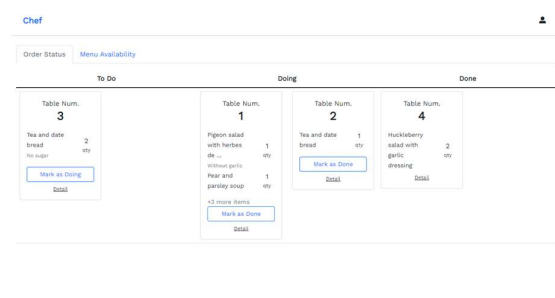 Chef
Order Status Menu Availability
To Do Doing Done
Table Num.
3
Tea and date
bread
2
qty
No sugar
Mark as Doing
Detail
Table Num.
1
Pigeon salad
with herbes
de ...
1
qty
Without garlic
Pear and
parsley soup
1
qty
+3 more items
Mark as Done
Detail
Table Num.
2
Tea and date
bread
1
qty
Mark as Done
Detail
Table Num.
4
Huckleberry
salad with
garlic
dressing
2
qty
Detail